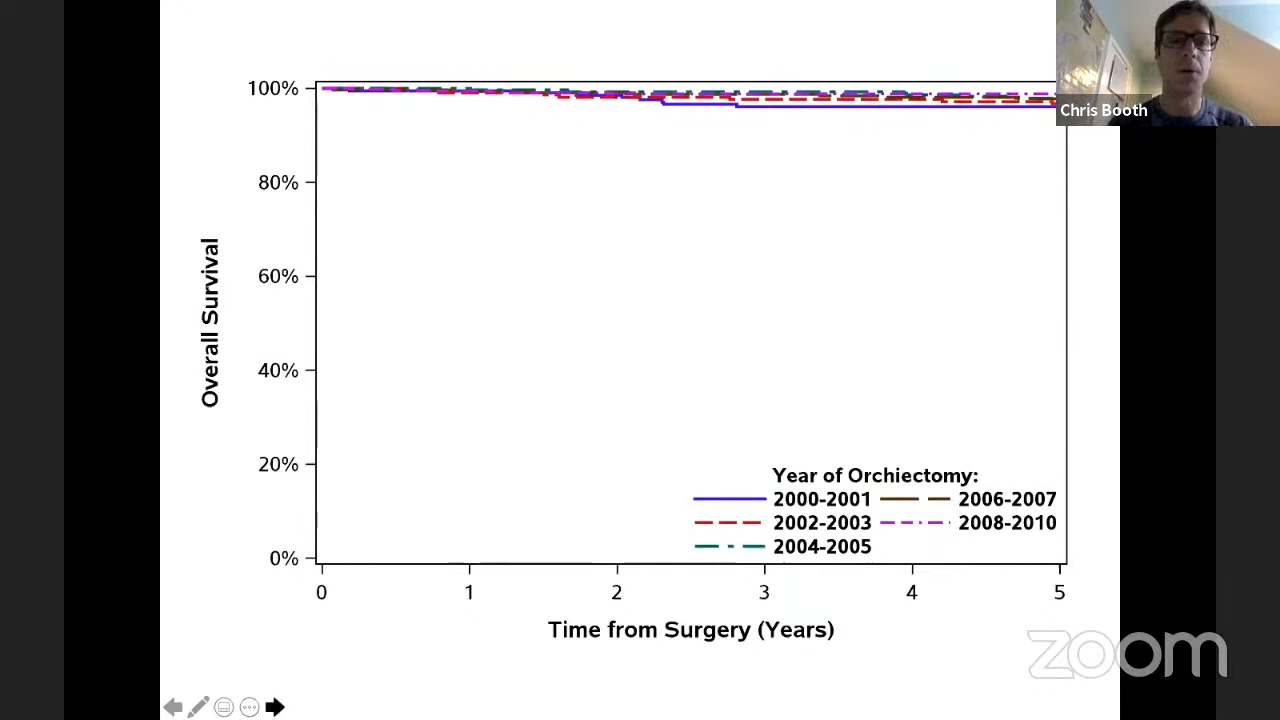 Chris Booth
100%
80%
60%
40%
20%
0%
Overall Survival
Year of Orchiectomy:
2000-2001 2006-2007
2002-2003 2008-2010
2004-2005
0 1 2 3 4 5
Time from Surgery (Years)
zoom